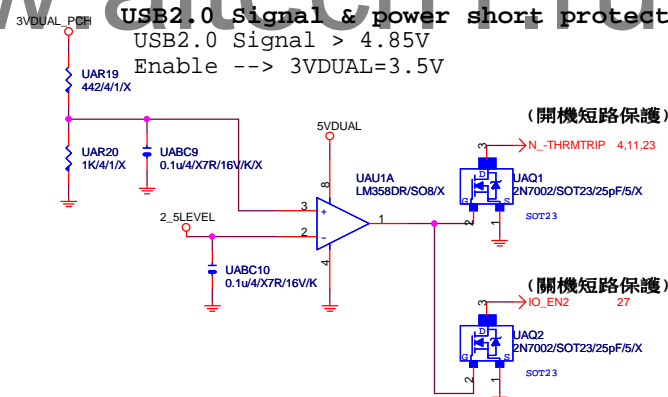 3VDUAL_PCH
USB2.0 Signal & power short protect
USB2.0 Signal > 4.85V
Enable --> 3VDUAL=3.5V
UAR19
442/4/1/X
UAR20
1K/4/1/X
UABC9
0.1u/4/X7R/16V/K/X
5VDUAL
8
UAU1A
LM358DR/SO8/X
3
+
2
-
1
4
2_5LEVEL
UABC10
0.1u/4/X7R/16V/K
(開機短路保護)
3
N_-THRMTRIP 4,11,23
D
G
S
UAQ1
2N7002/SOT23/25pF/5/X
SOT23
2
1
(關機短路保護)
3
IO_EN2 27
D
G
S
UAQ2
2N7002/SOT23/25pF/5/X
SOT23
2
1